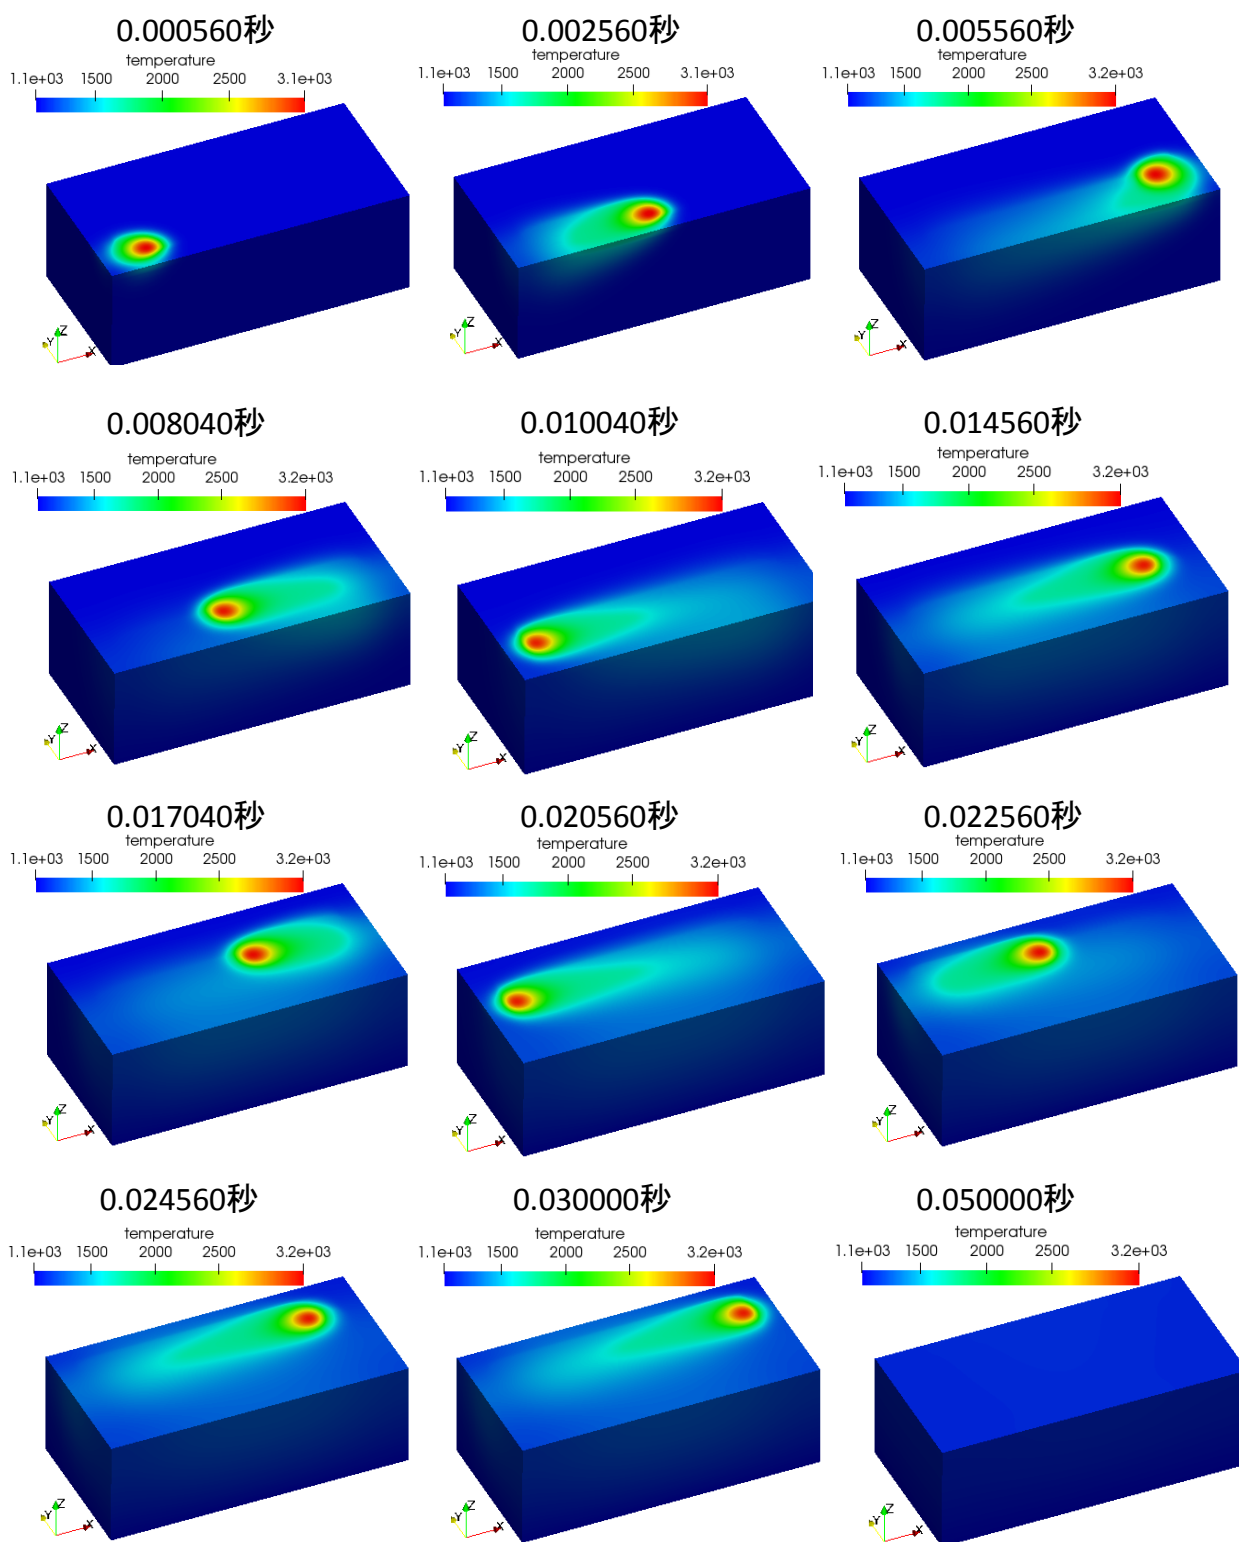 0.000560秒
temperature
1.1e+03 1500 2000 2500 3.1e+03
Z
Y
X
0.002560秒
temperature
1.1e+03 1500 2000 2500 3.1e+03
Z
Y
X
0.005560秒
temperature
1.1e+03 1500 2000 2500 3.2e+03
Z
Y
X
0.008040秒
temperature
1.1e+03 1500 2000 2500 3.2e+03
Z
Y
X
0.010040秒
temperature
1.1e+03 1500 2000 2500 3.2e+03
Z
Y
X
0.014560秒
temperature
1.1e+03 1500 2000 2500 3.2e+03
Z
Y
X
0.017040秒
temperature
1.1e+03 1500 2000 2500 3.2e+03
Z
Y
X
0.020560秒
temperature
1.1e+03 1500 2000 2500 3.2e+03
Z
Y
X
0.022560秒
temperature
1.1e+03 1500 2000 2500 3.2e+03
Z
Y
X
0.024560秒
temperature
1.1e+03 1500 2000 2500 3.2e+03
Z
Y
X
0.030000秒
temperature
1.1e+03 1500 2000 2500 3.2e+03
Z
Y
X
0.050000秒
temperature
1.1e+03 1500 2000 2500 3.2e+03
Z
Y
X